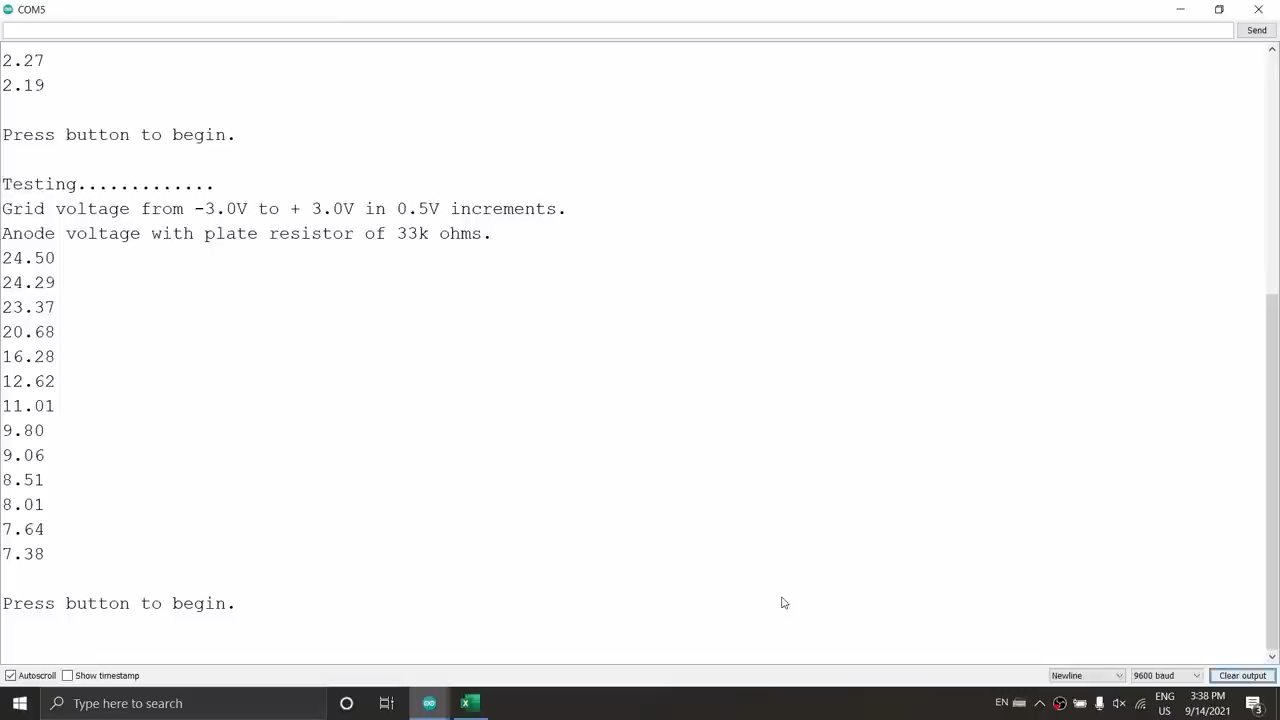 COM5
Send
2.27
2.19
Press button to begin.
Testing.............
Grid voltage from -3.0V to + 3.0V in 0.5V increments.
Anode voltage with plate resistor of 33k ohms.
24.50
24.29
23.37
20.68
16.28
12.62
11.01
9.80
9.06
8.51
8.01
7.64
7.38
Press button to begin.
Autoscroll Show timestamp Newline 9600 baud Clear output
Type here to search EN ENG US 3:38 PM 9/14/2021 3